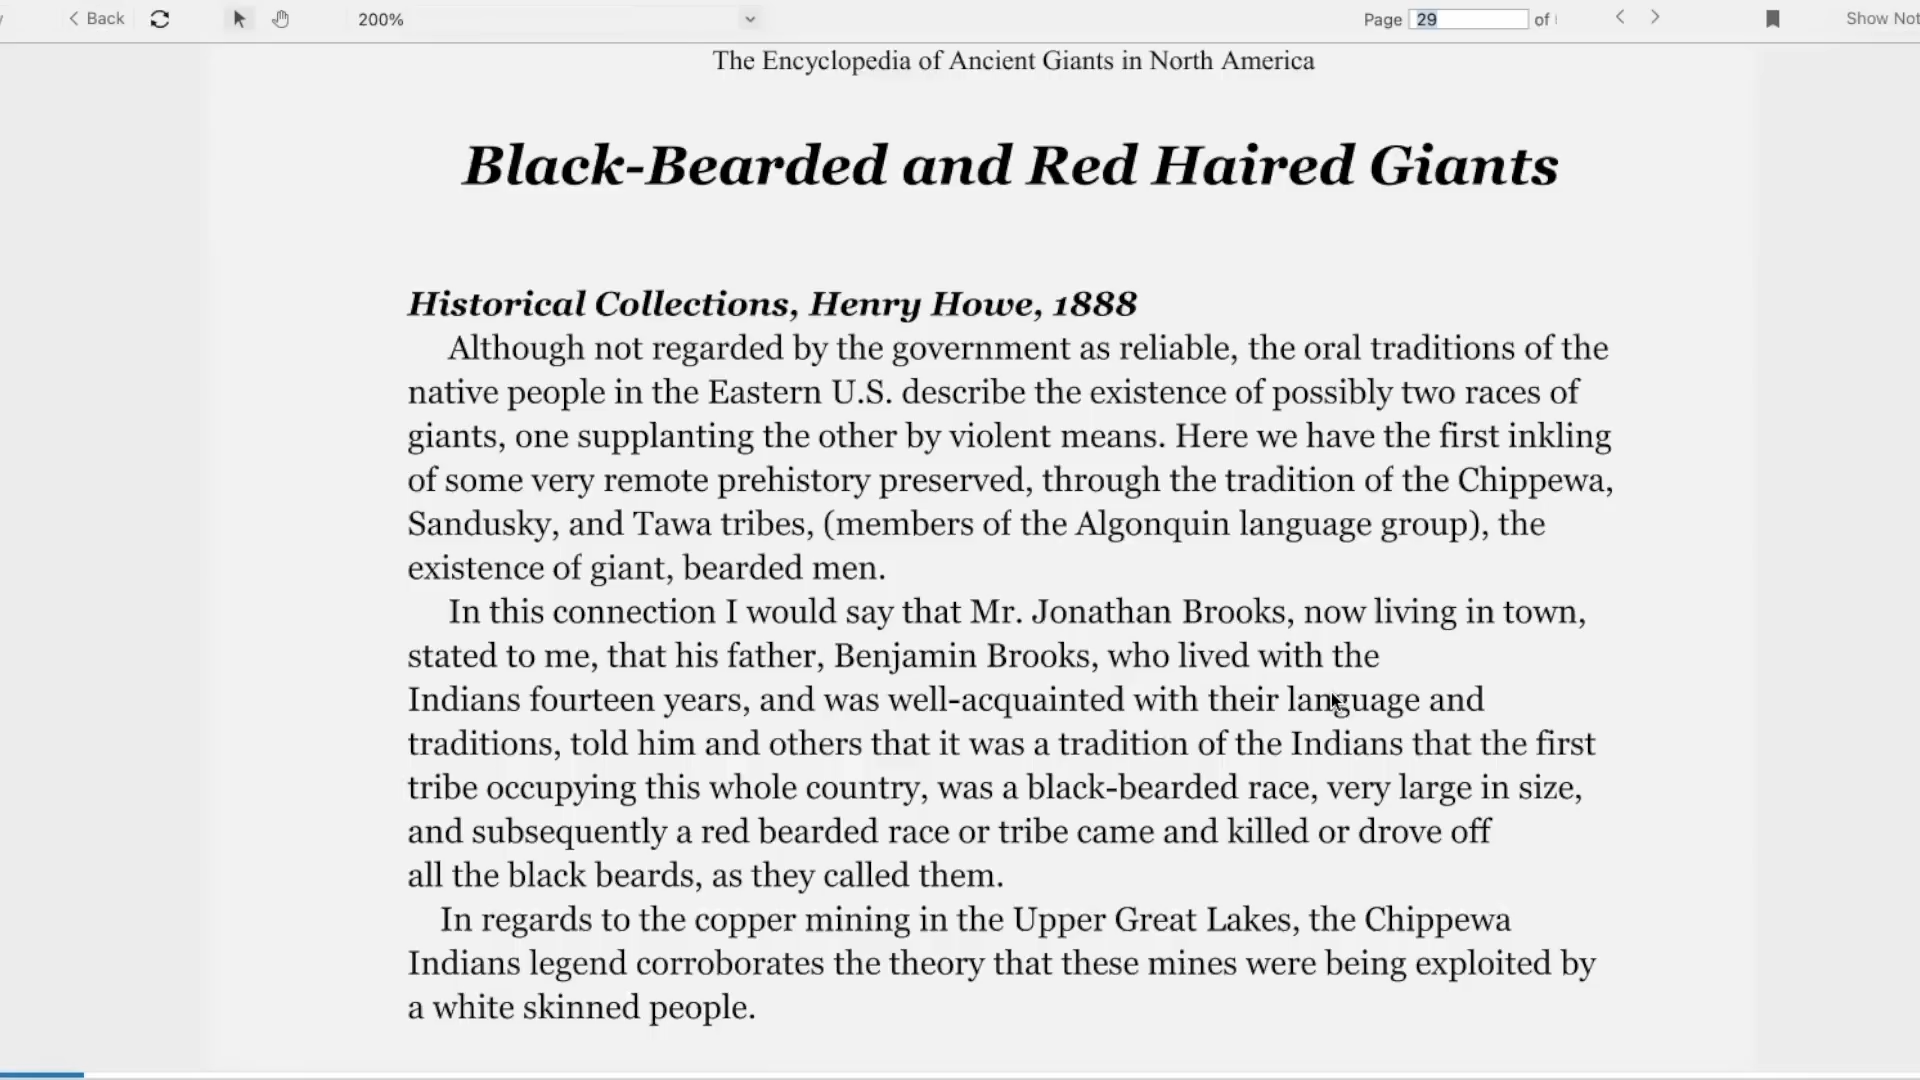 Back
200%
Page 29 of
Show Not
The Encyclopedia of Ancient Giants in North America
Black-Bearded and Red Haired Giants
Historical Collections, Henry Howe, 1888
Although not regarded by the government as reliable, the oral traditions of the
native people in the Eastern U.S. describe the existence of possibly two races of
giants, one supplanting the other by violent means. Here we have the first inkling
of some very remote prehistory preserved, through the tradition of the Chippewa,
Sandusky, and Tawa tribes, (members of the Algonquin language group), the
existence of giant, bearded men.
In this connection I would say that Mr. Jonathan Brooks, now living in town,
stated to me, that his father, Benjamin Brooks, who lived with the
Indians fourteen years, and was well-acquainted with their language and
traditions, told him and others that it was a tradition of the Indians that the first
tribe occupying this whole country, was a black-bearded race, very large in size,
and subsequently a red bearded race or tribe came and killed or drove off
all the black beards, as they called them.
In regards to the copper mining in the Upper Great Lakes, the Chippewa
Indians legend corroborates the theory that these mines were being exploited by
a white skinned people.